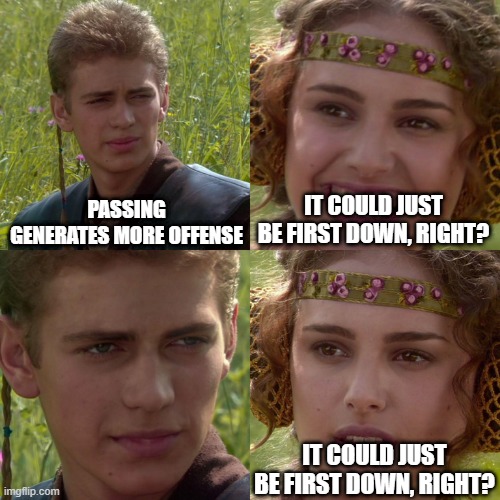 PASSING
GENERATES MORE OFFENSE
IT COULD JUST
BE FIRST DOWN, RIGHT?
IT COULD JUST
BE FIRST DOWN, RIGHT?
imgflip.com